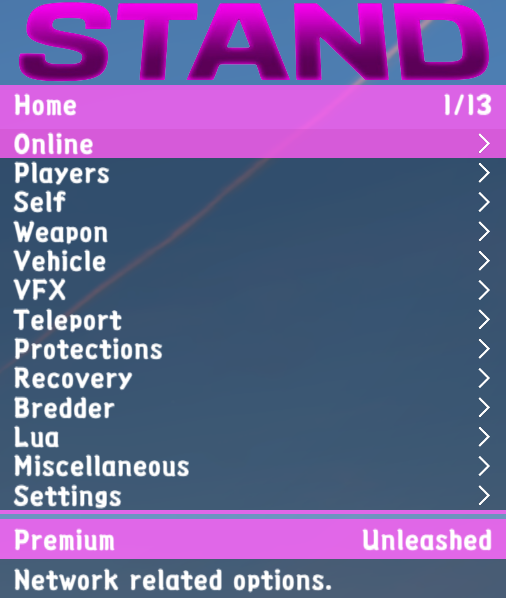 STAND
Home 1/13
Online
Players
Self
Weapon
Vehicle
VFX
Teleport
Protections
Recovery
Bredder
Lua
Miscellaneous
Settings
Premium Unleashed
Network related options.